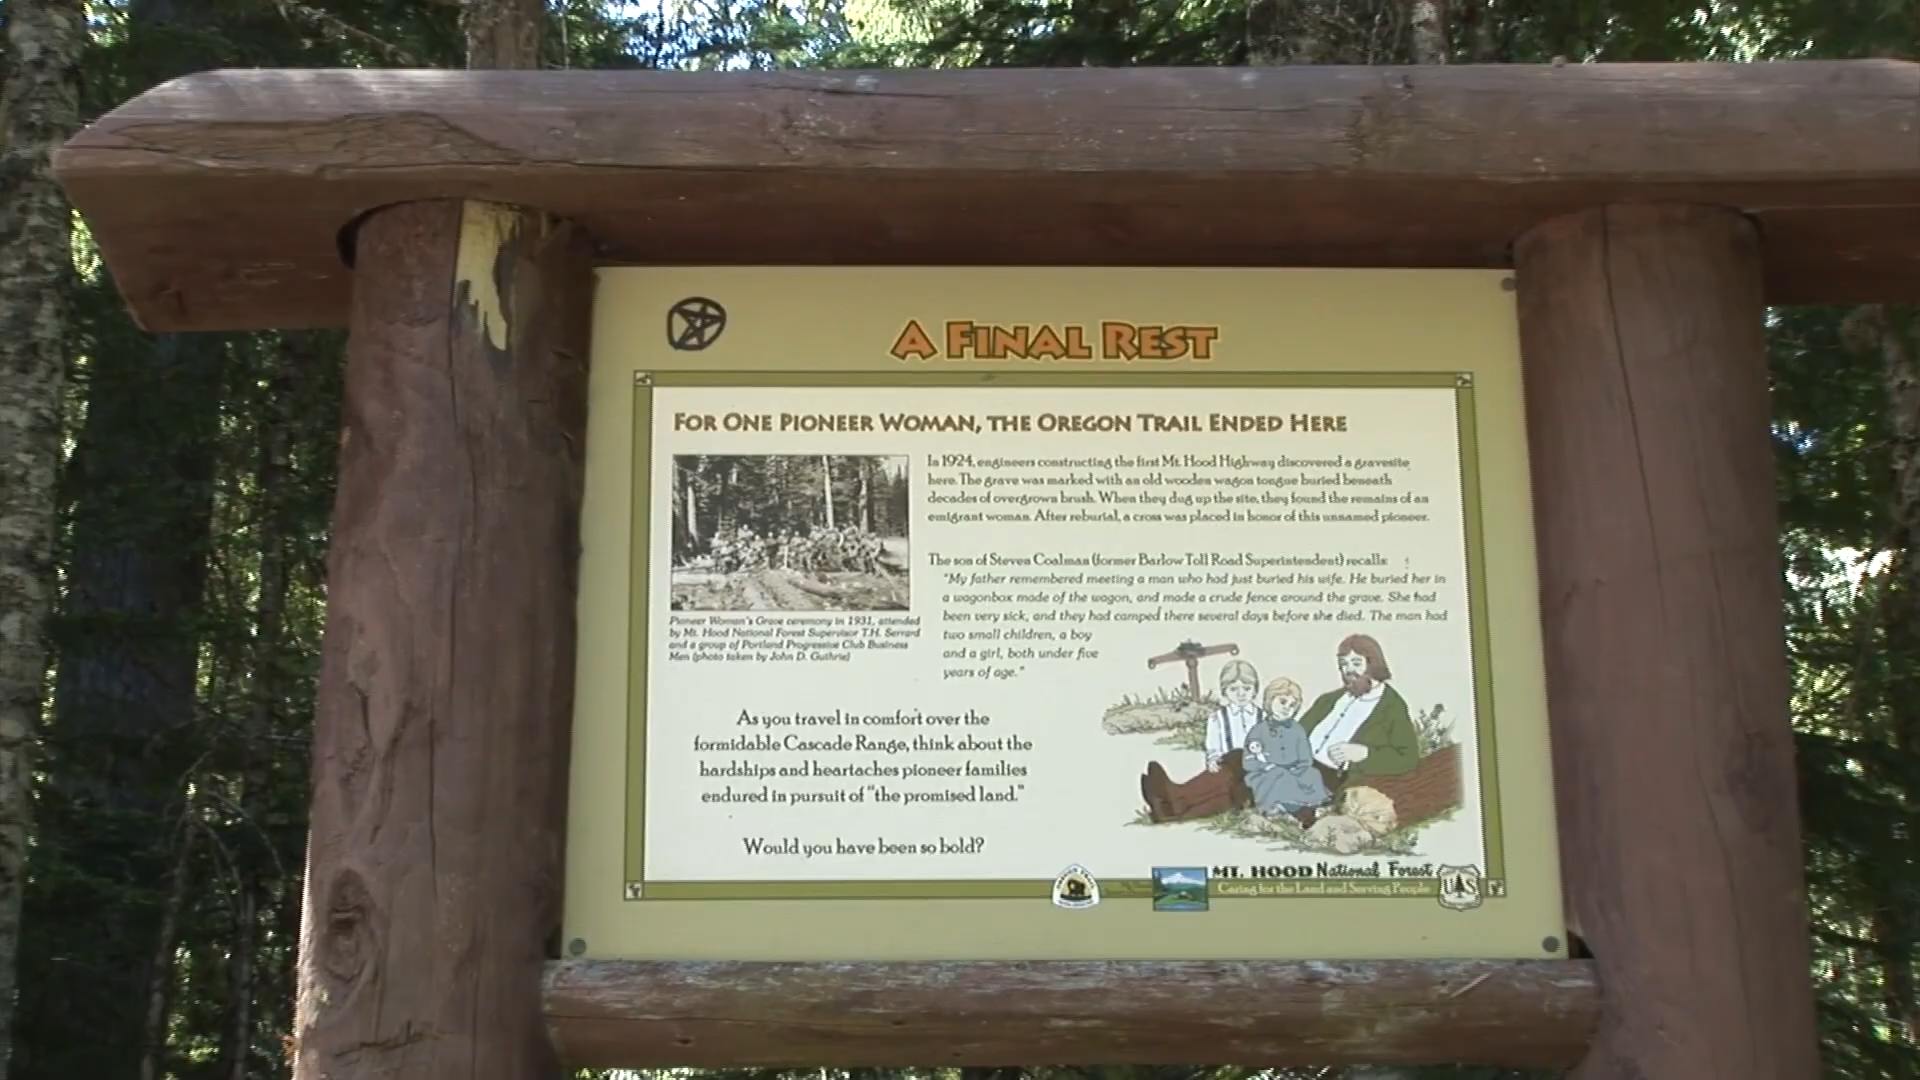 A FINAL REST
FOR ONE PIONEER WOMAN, THE OREGON TRAIL ENDED HERE
In 1924, engineers constructing the first Mt. Hood Highway discovered a gravesite
here. The grave was marked with an old wooden wagon tongue buried beneath
decades of overgrown brush. When they dug up the site, they found the remains of an
emigrant woman. After reburial, a cross was placed in honor of this unnamed pioneer.
The son of Steven Coalman (former Barlow Toll Road Superintendent) recalls:
"My father remembered meeting a man who had just buried his wife. He buried her in
a wagonbox made of the wagon, and made a crude fence around the grave. She had
been very sick, and they had camped there several days before she died. The man had
two small children, a boy
and a girl, both under five
years of age."
Pioneer Woman's Grave ceremony in 1931, attended
by Mt. Hood National Forest Supervisor T.H. Serrard
and a group of Portland Progressive Club Business
Men (photo taken by John D. Guthrie)
As you travel in comfort over the
formidable Cascade Range, think about the
hardships and heartaches pioneer families
endured in pursuit of "the promised land."
Would you have been so bold?
MT. HOOD National Forest
Caring for the Land and Serving People
U S